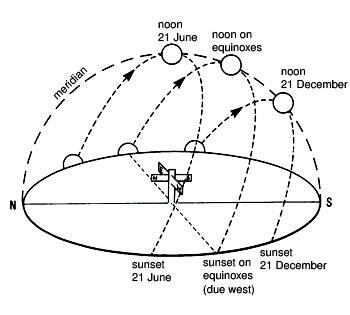 noon
21 June
noon on
equinoxes
noon
21 December
meridian
N
S
sunset
21 June
sunset on
equinoxes
(due west)
sunset
21 December